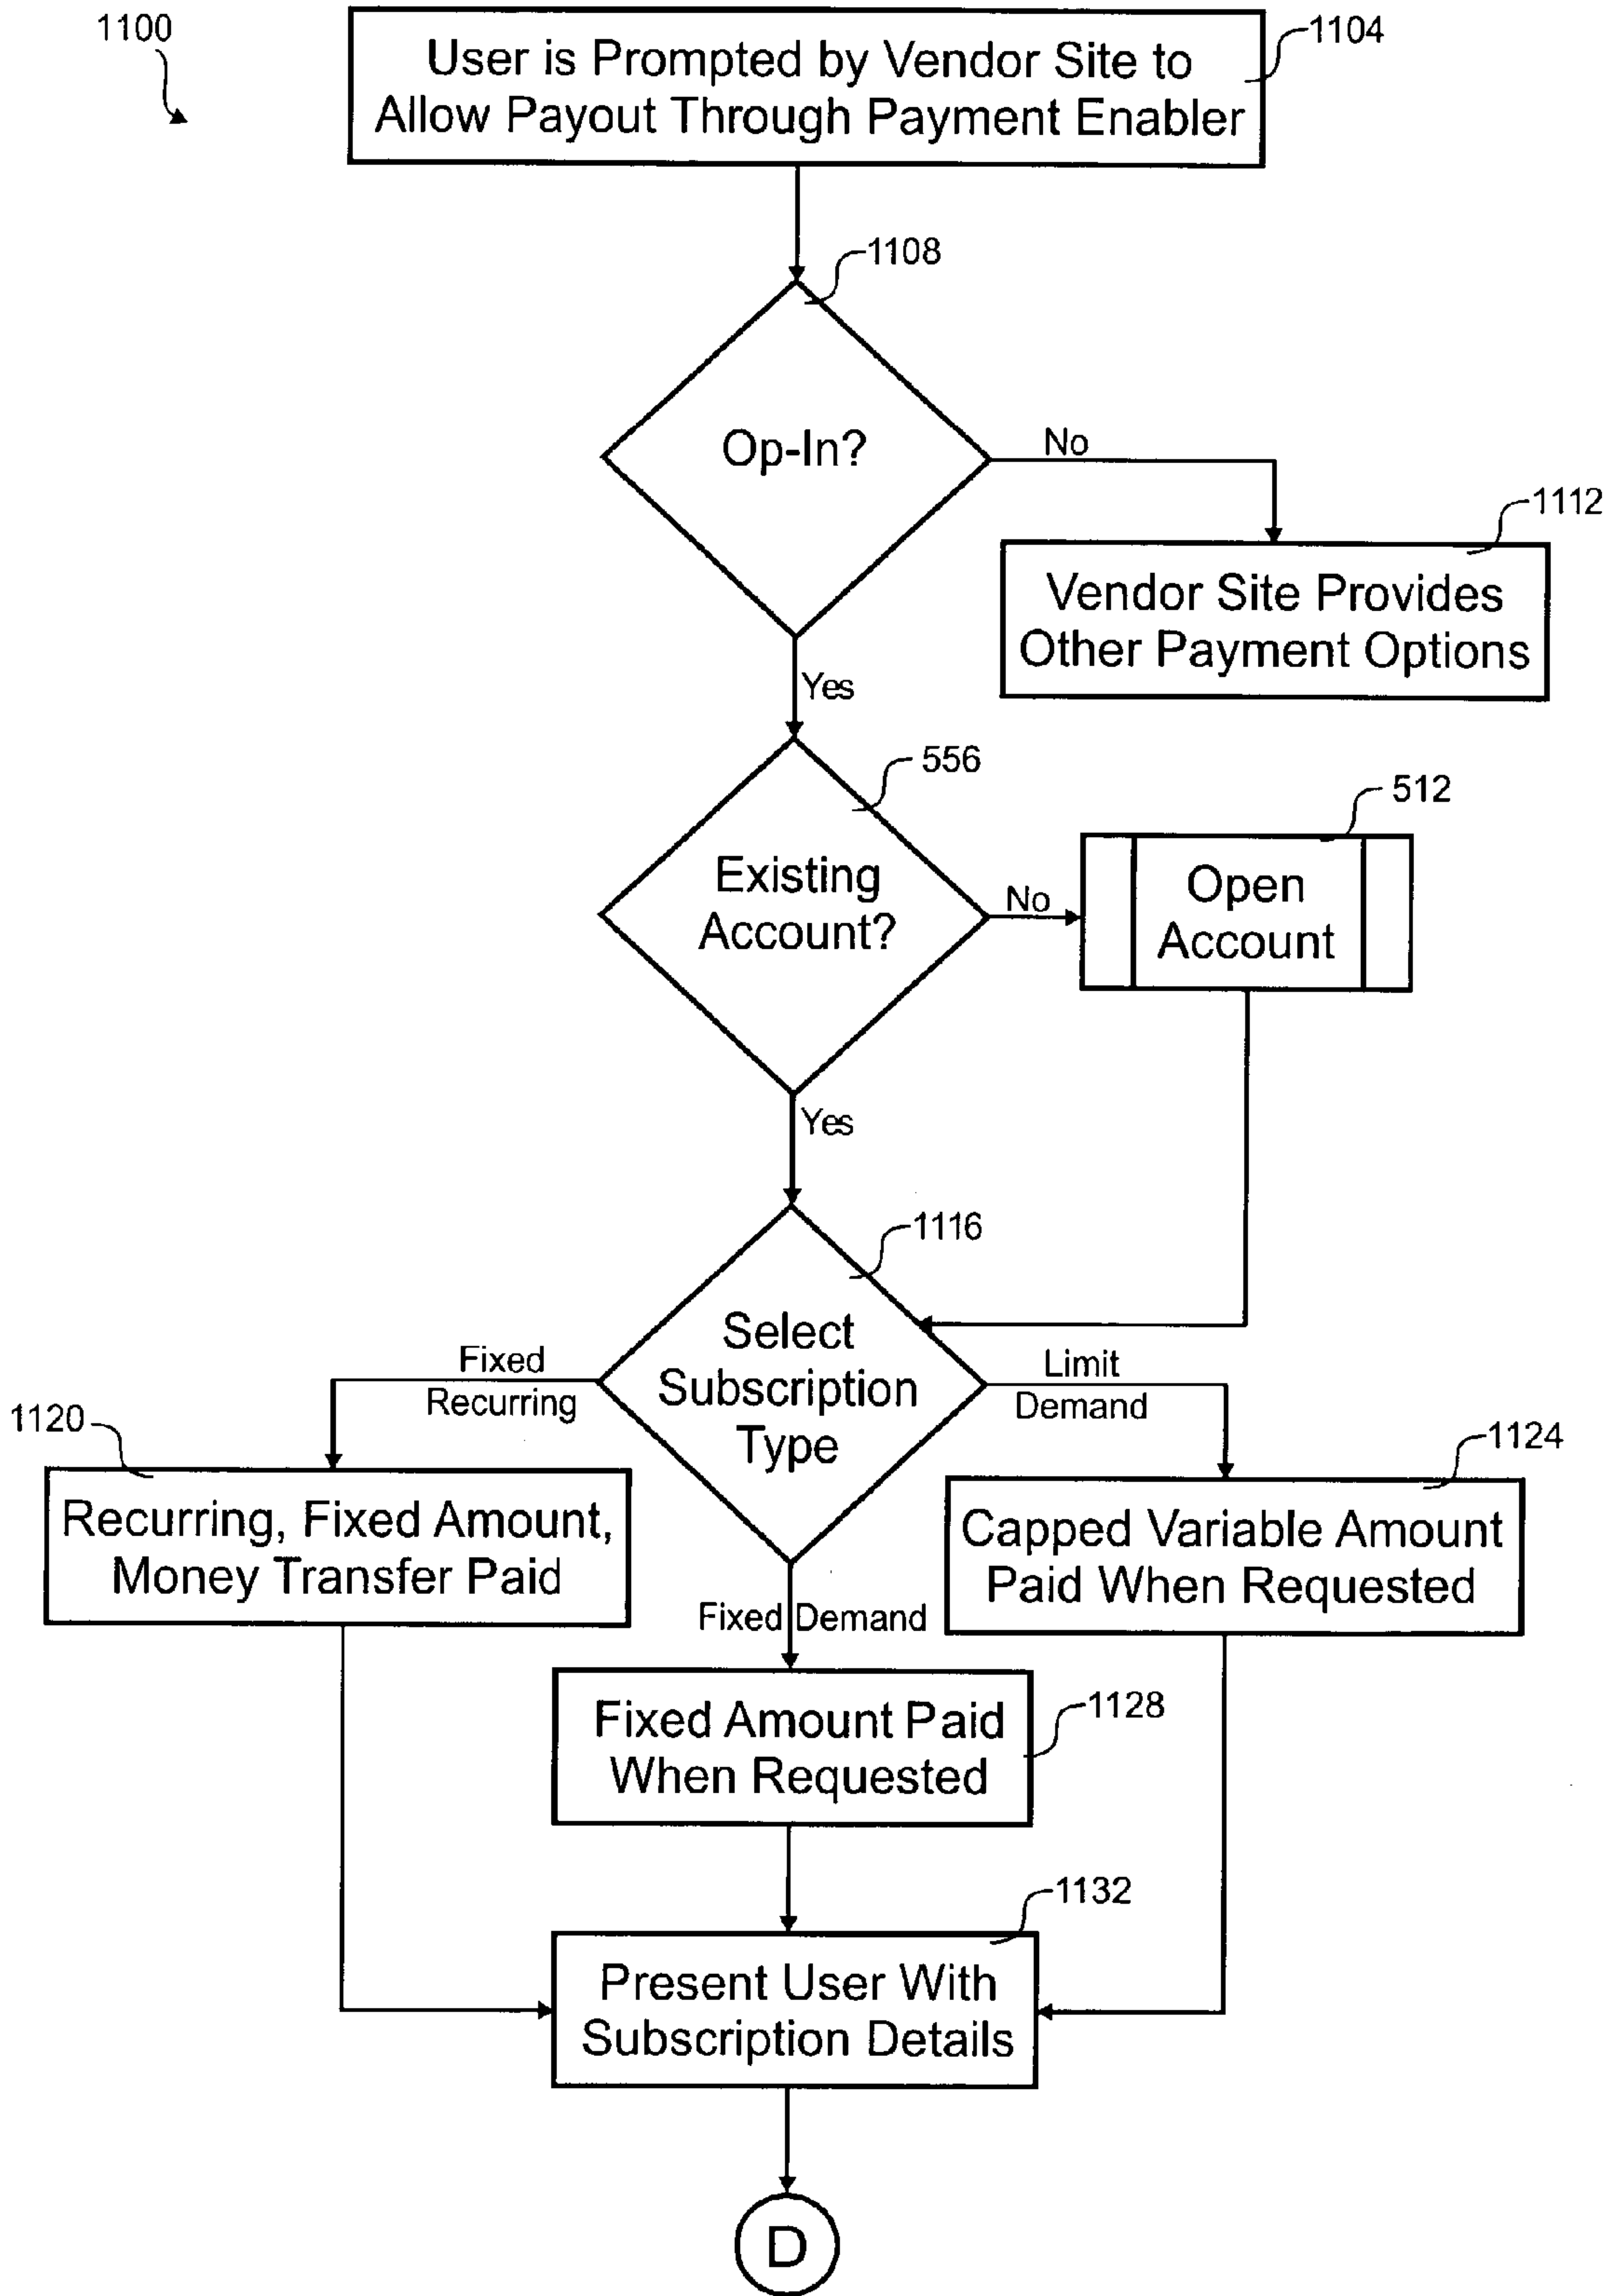 1100
1104
User is Prompted by Vendor Site to
Allow Payout Through Payment Enabler
1108
Op-In?
No
1112
Vendor Site Provides
Other Payment Options
Yes
556
Existing
Account?
No
512
Open
Account
Yes
1116
Select
Subscription
Type
Fixed
Recurring
Limit
Demand
1120
Recurring, Fixed Amount,
Money Transfer Paid
1124
Capped Variable Amount
Paid When Requested
Fixed Demand
1128
Fixed Amount Paid
When Requested
1132
Present User With
Subscription Details
D